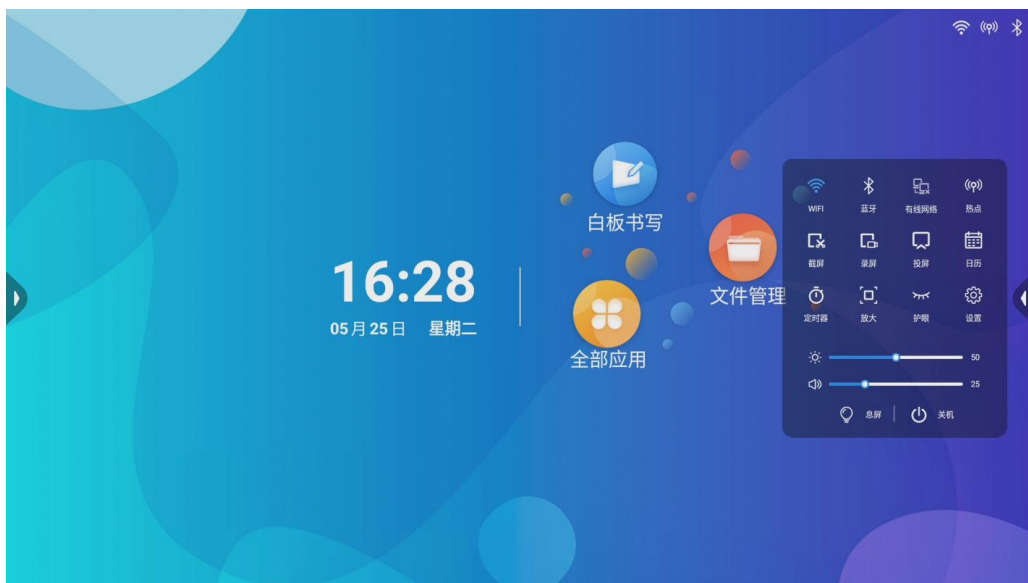 白板书写
16:28
05月25日 星期二
文件管理
全部应用
WIFI 蓝牙 有线网络 热点
截屏 录屏 投屏 日历
定时器 放大 护眼 设置
50
25
息屏 关机